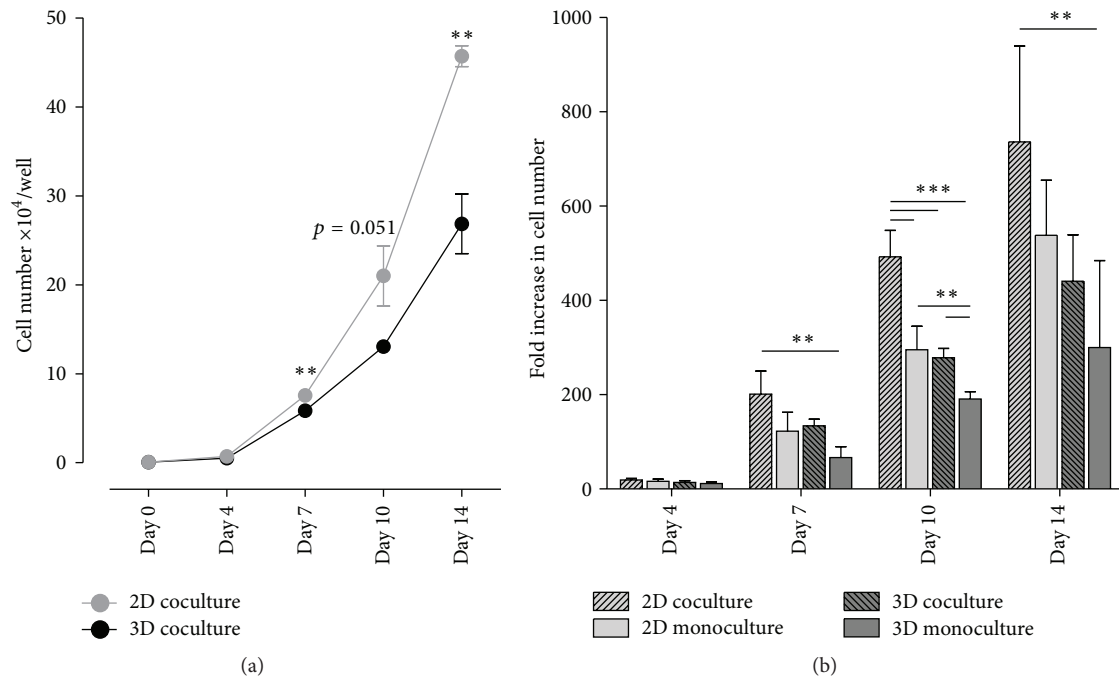 50
40
30
20
10
0
Cell number ×10⁴/well
**
p = 0.051
**
Day 0
Day 4
Day 7
Day 10
Day 14
2D coculture
3D coculture
(a)
1000
800
600
400
200
0
Fold increase in cell number
**
***
**
**
Day 4
Day 7
Day 10
Day 14
2D coculture
2D monoculture
3D coculture
3D monoculture
(b)